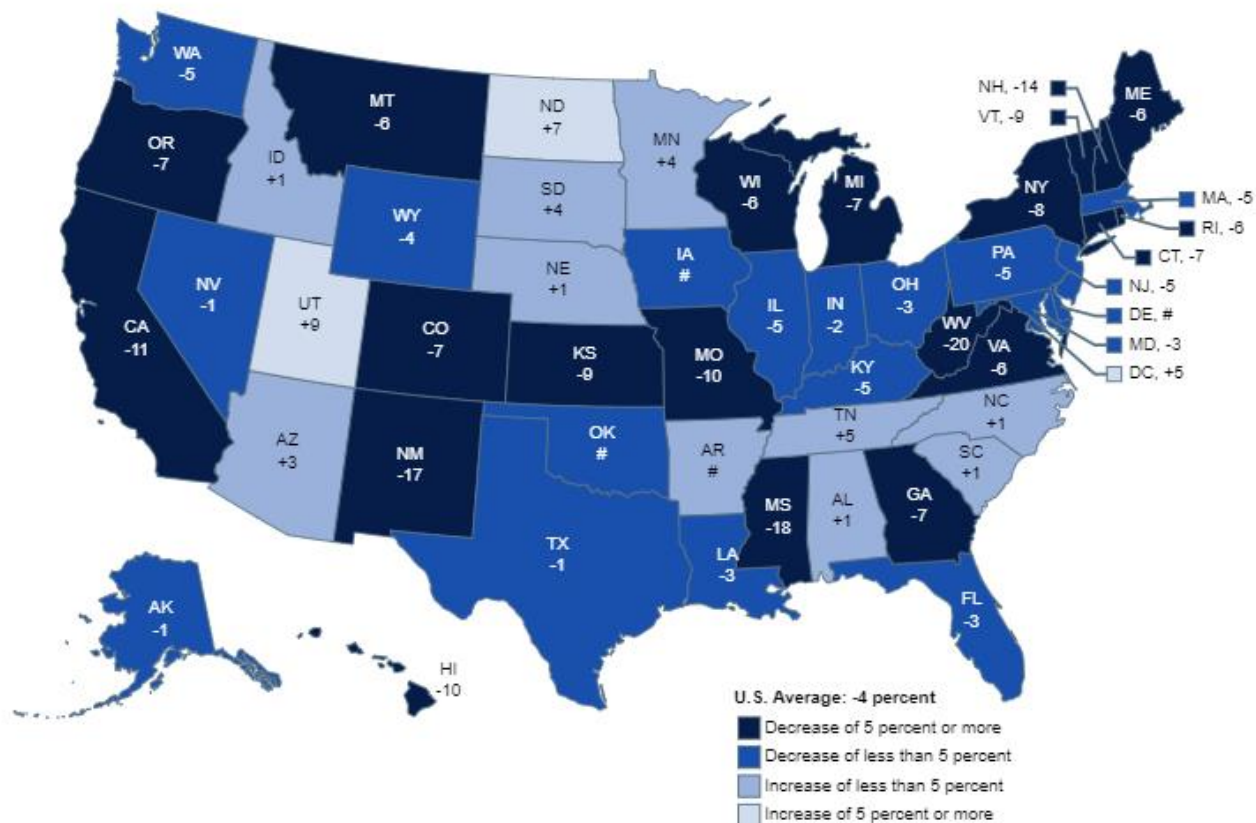 WA
-5
MT
-6
ND
+7
MN
+4
NH, -14
VT, -9
ME
-6
OR
-7
ID
+1
SD
+4
WI
-6
MI
-7
NY
-8
MA, -5
RI, -6
CT, -7
WY
-4
IA
#
NE
+1
PA
-5
NJ, -5
DE, #
MD, -3
DC, +5
NV
-1
UT
+9
CO
-7
IL
-5
IN
-2
OH
-3
WV
-20
VA
-6
CA
-11
KS
-9
MO
-10
KY
-5
AZ
+3
NM
-17
OK
#
AR
#
TN
+5
NC
+1
SC
+1
MS
-18
AL
+1
GA
-7
TX
-1
LA
-3
FL
-3
AK
-1
HI
-10
U.S. Average: -4 percent
Decrease of 5 percent or more
Decrease of less than 5 percent
Increase of less than 5 percent
Increase of 5 percent or more